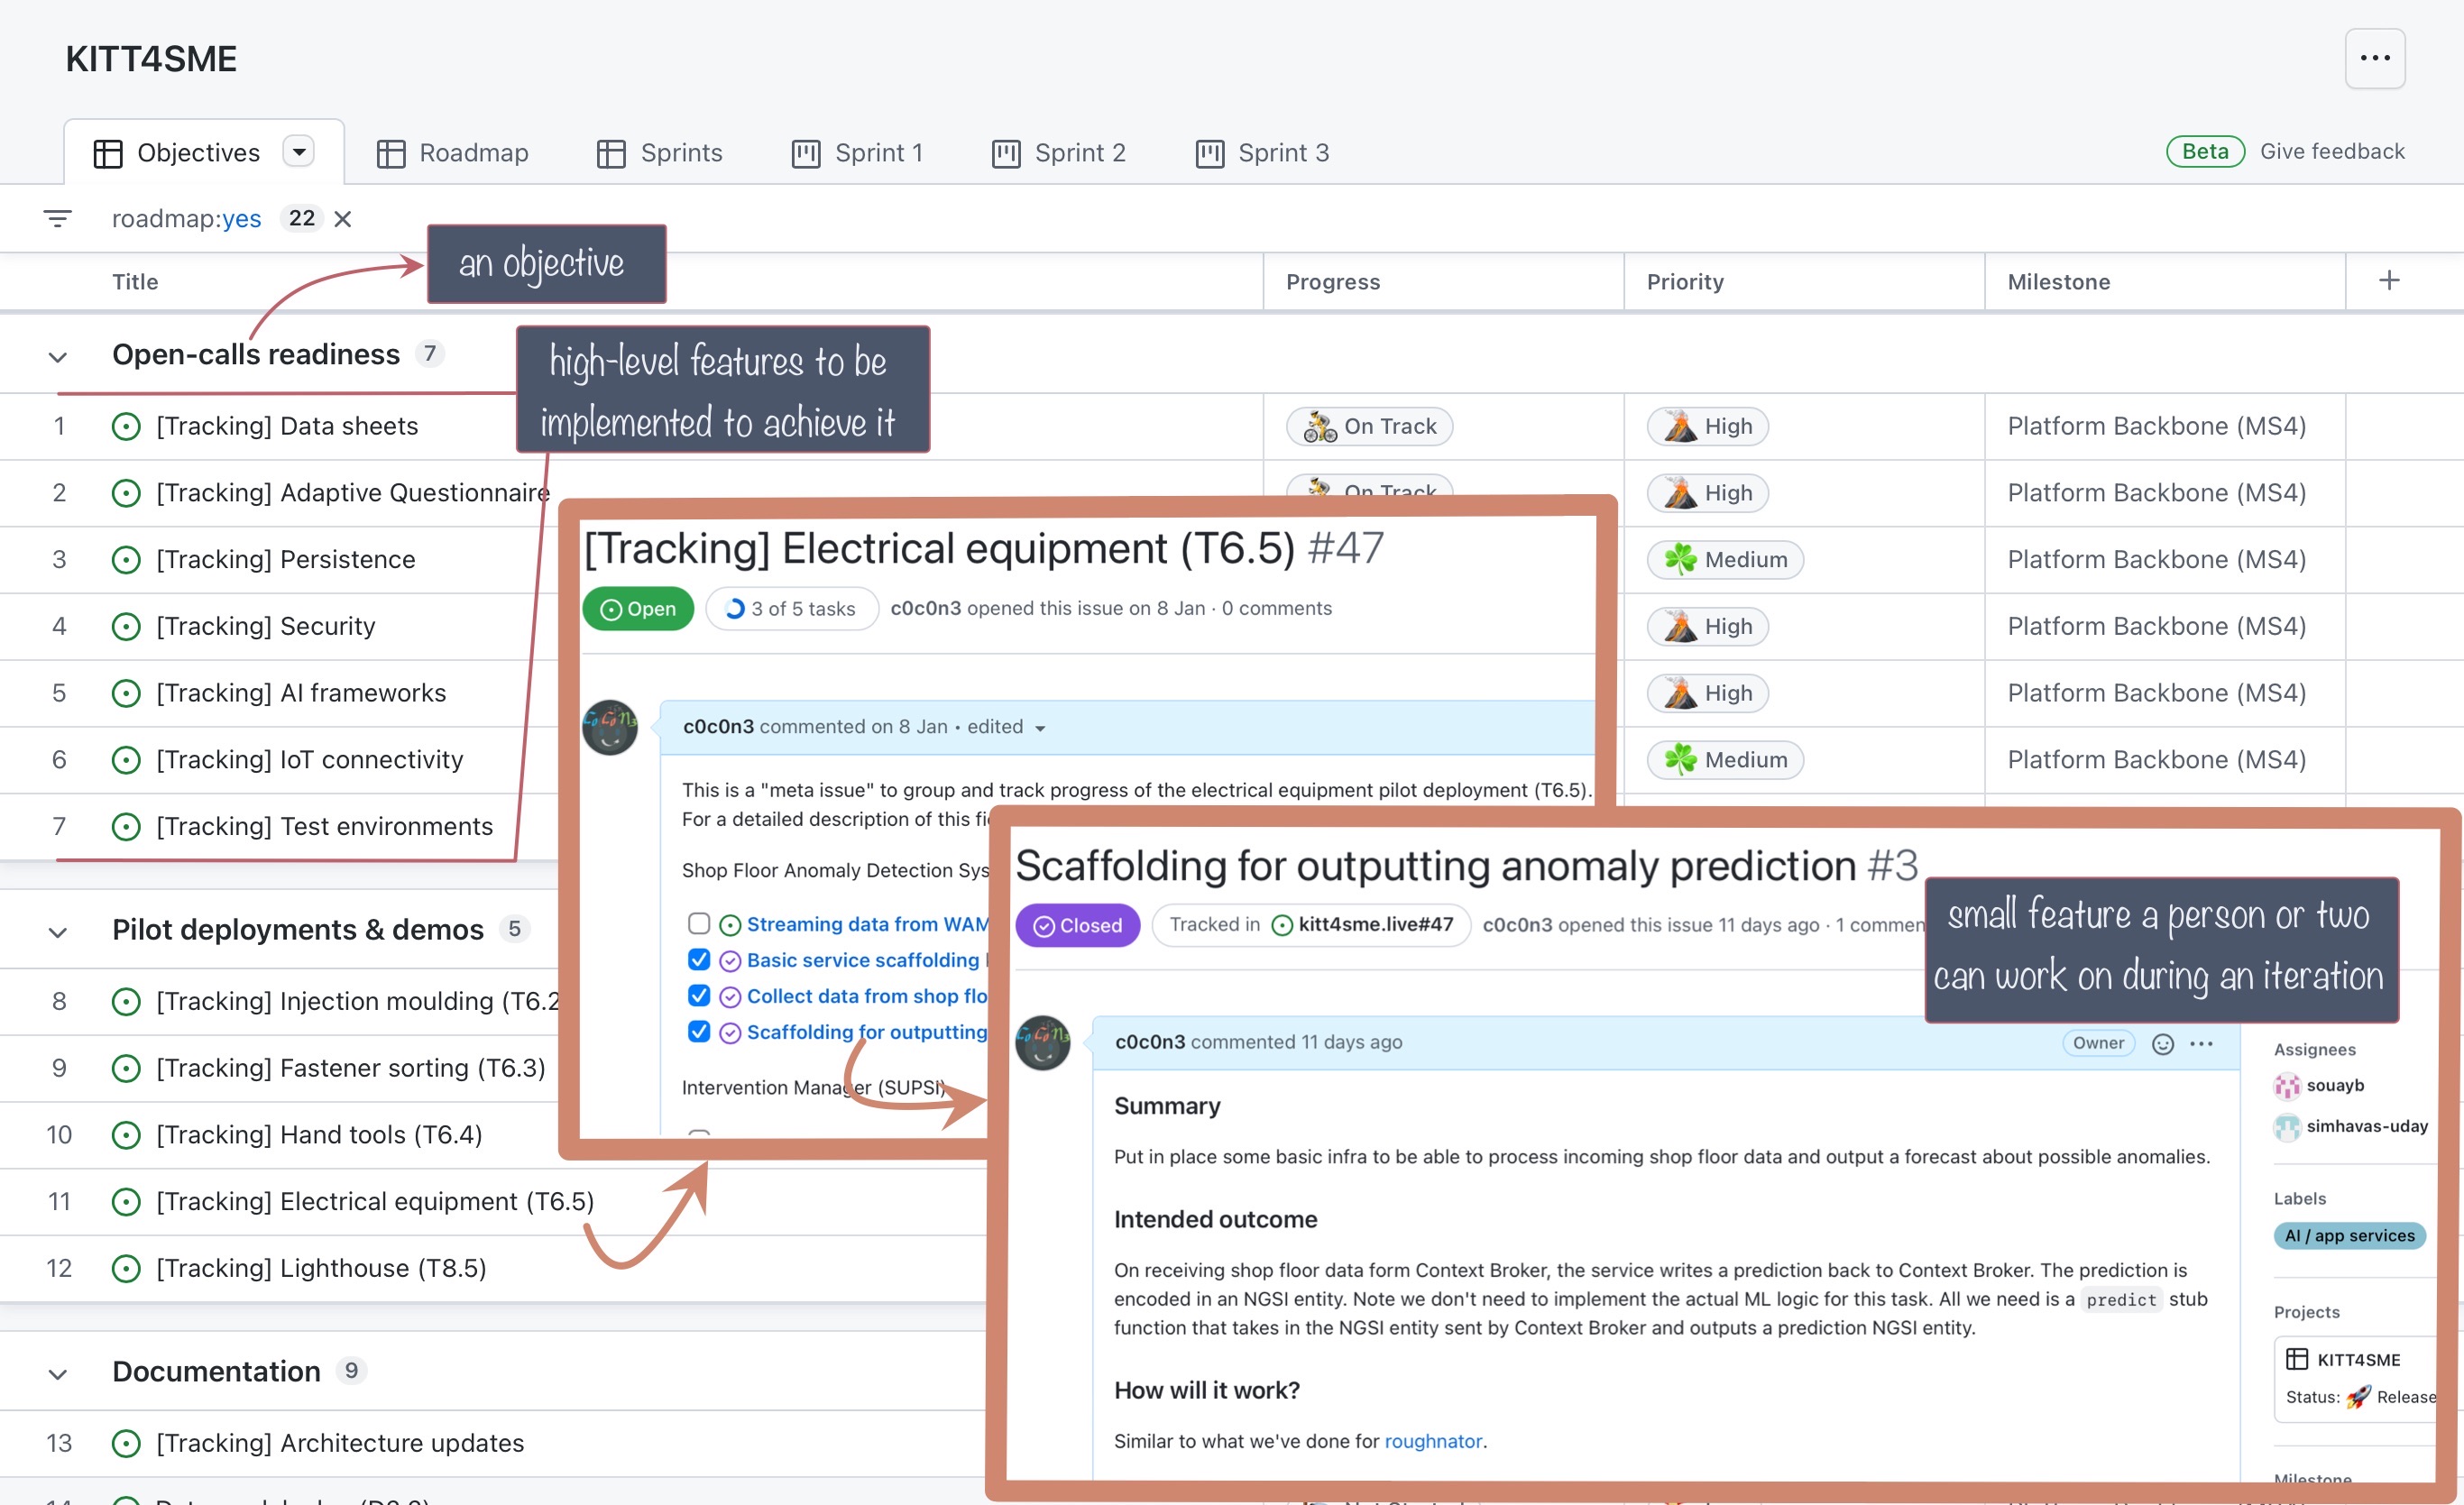 KITT4SME
Objectives
Roadmap
Sprints
Sprint 1
Sprint 2
Sprint 3
Beta Give feedback
roadmap:yes 22
an objective
Title Progress Priority Milestone
Open-calls readiness 7
high-level features to be
implemented to achieve it
1 [Tracking] Data sheets On Track High Platform Backbone (MS4)
2 [Tracking] Adaptive Questionnaire On Track High Platform Backbone (MS4)
3 [Tracking] Persistence Medium Platform Backbone (MS4)
4 [Tracking] Security High Platform Backbone (MS4)
5 [Tracking] AI frameworks High Platform Backbone (MS4)
6 [Tracking] IoT connectivity Medium Platform Backbone (MS4)
7 [Tracking] Test environments
Pilot deployments & demos 5
8 [Tracking] Injection moulding (T6.2
9 [Tracking] Fastener sorting (T6.3)
10 [Tracking] Hand tools (T6.4)
11 [Tracking] Electrical equipment (T6.5)
12 [Tracking] Lighthouse (T8.5)
Documentation 9
13 [Tracking] Architecture updates
[Tracking] Electrical equipment (T6.5) #47
Open 3 of 5 tasks c0c0n3 opened this issue on 8 Jan · 0 comments
c0c0n3 commented on 8 Jan • edited
This is a "meta issue" to group and track progress of the electrical equipment pilot deployment (T6.5).
For a detailed description of this
Shop Floor Anomaly Detection
Streaming data from
Basic service scaffolding
Collect data from shop
Scaffolding for outputting
Intervention Manager (SUPSI)
Scaffolding for outputting anomaly prediction #3
small feature a person or two
can work on during an iteration
Closed Tracked in kitt4sme.live#47 c0c0n3 opened this issue 11 days ago · 1
c0c0n3 commented 11 days ago Owner
Summary
Put in place some basic infra to be able to process incoming shop floor data and output a forecast about possible anomalies.
Intended outcome
On receiving shop floor data form Context Broker, the service writes a prediction back to Context Broker. The prediction is
encoded in an NGSI entity. Note we don't need to implement the actual ML logic for this task. All we need is a predict stub
function that takes in the NGSI entity sent by Context Broker and outputs a prediction NGSI entity.
How will it work?
Similar to what we've done for roughnator.
Assignees
souayb
simhavas-uday
Labels
AI / app services
Projects
KITT4SME
Status: Release
Milestone